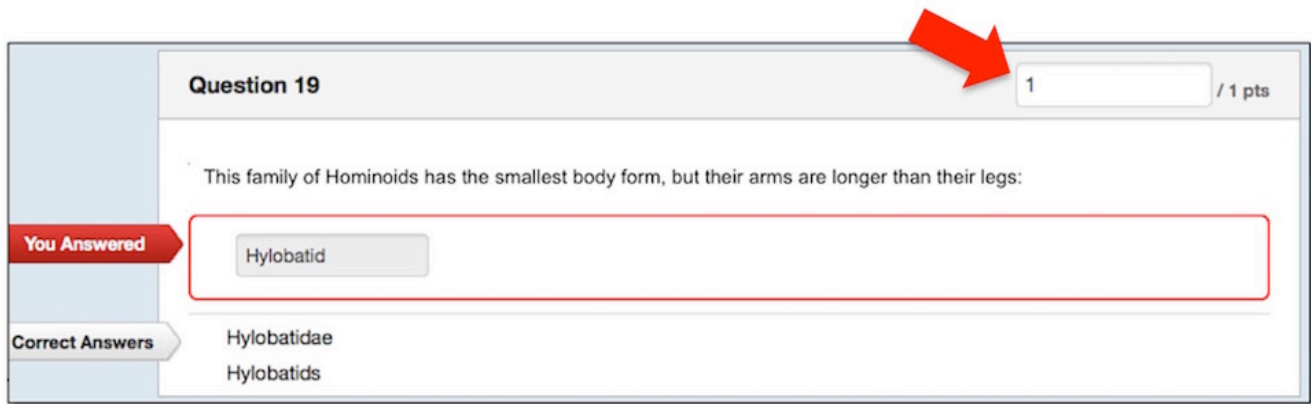 Question 19
1 / 1 pts
This family of Hominoids has the smallest body form, but their arms are longer than their legs:
You Answered
Hylobatid
Correct Answers
Hylobatidae
Hylobatids